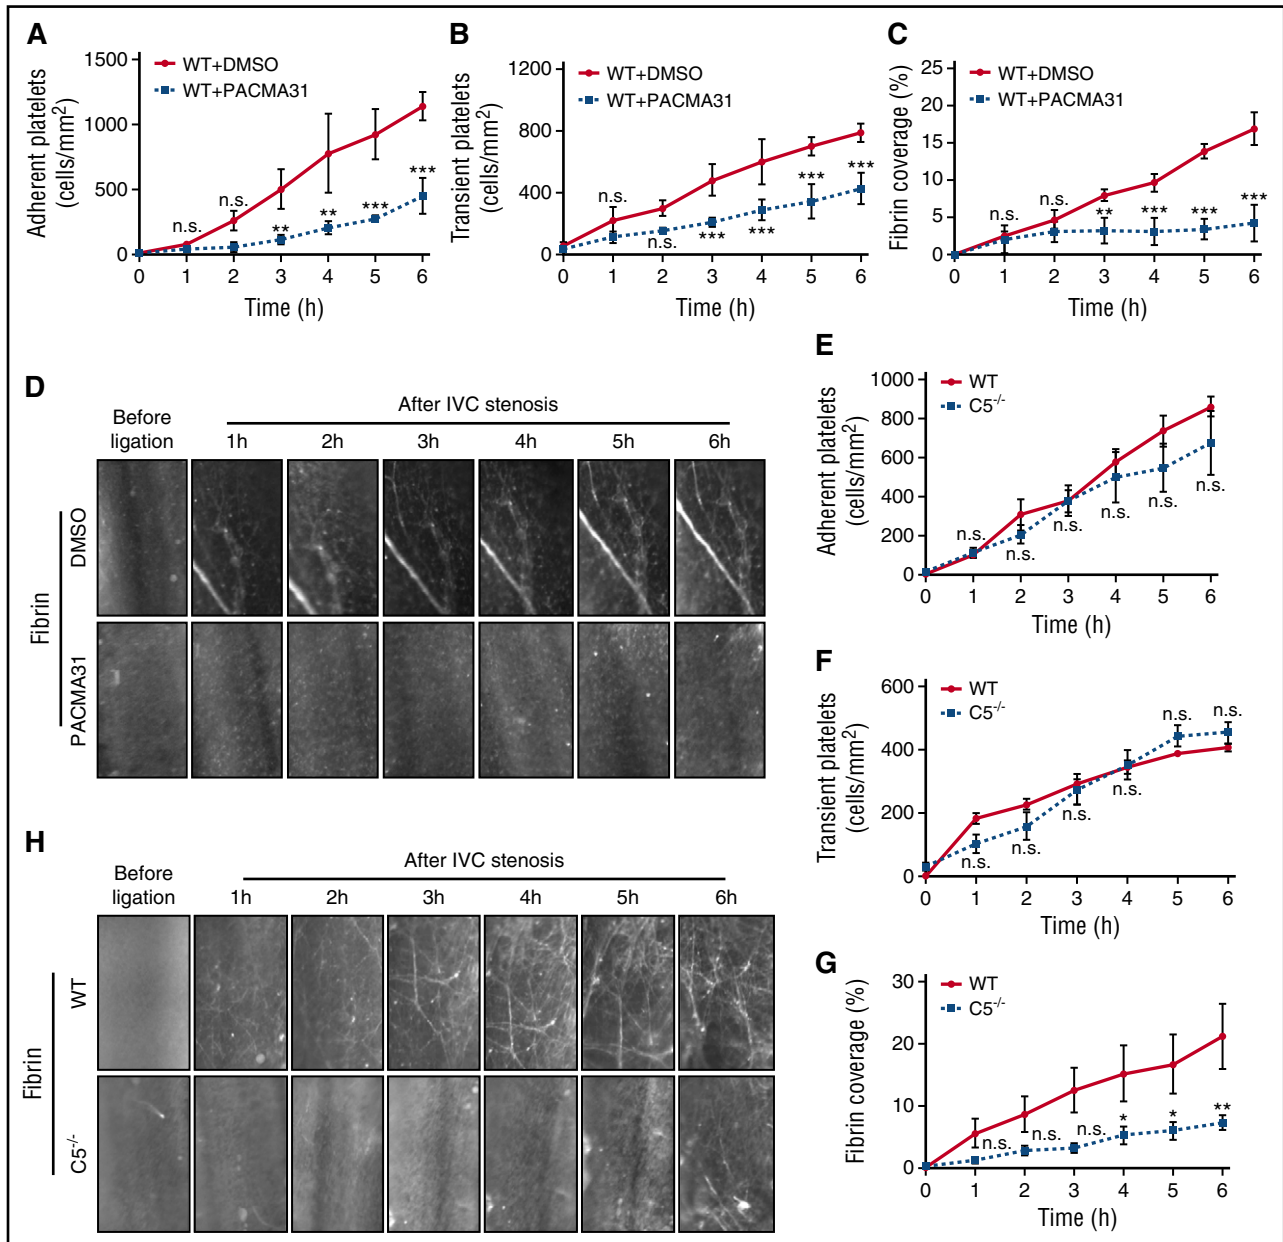 A
1500
1000
500
0
Adherent platelets
(cells/mm²)
WT+DMSO
WT+PACMA31
n.s.
n.s.
**
**
***
***
0 1 2 3 4 5 6
Time (h)
B
1200
800
400
0
Transient platelets
(cells/mm²)
WT+DMSO
WT+PACMA31
n.s.
n.s.
***
***
***
***
0 1 2 3 4 5 6
Time (h)
C
25
20
15
10
5
0
Fibrin coverage (%)
WT+DMSO
WT+PACMA31
n.s.
n.s.
**
***
***
***
0 1 2 3 4 5 6
Time (h)
D
Before
ligation
After IVC stenosis
1h 2h 3h 4h 5h 6h
Fibrin
DMSO
PACMA31
E
1000
800
600
400
200
0
Adherent platelets
(cells/mm²)
WT
C5-/-
n.s.
n.s.
n.s.
n.s.
n.s.
n.s.
0 1 2 3 4 5 6
Time (h)
F
600
400
200
0
Transient platelets
(cells/mm²)
WT
C5-/-
n.s.
n.s.
n.s.
n.s.
n.s.
n.s.
0 1 2 3 4 5 6
Time (h)
H
Before
ligation
After IVC stenosis
1h 2h 3h 4h 5h 6h
Fibrin
WT
C5-/-
G
30
20
10
0
Fibrin coverage (%)
WT
C5-/-
n.s.
n.s.
n.s.
*
*
**
0 1 2 3 4 5 6
Time (h)